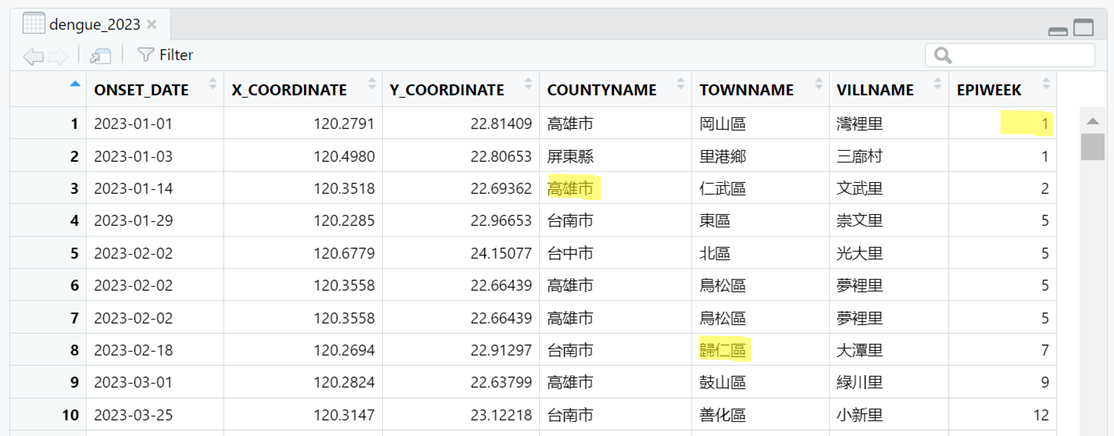 dengue_2023
Filter
ONSET_DATE X_COORDINATE Y_COORDINATE COUNTYNAME TOWNNAME VILLNAME EPIWEEK
1 2023-01-01 120.2791 22.81409 高雄市 岡山區 灣裡里 1
2 2023-01-03 120.4980 22.80653 屏東縣 里港鄉 三廍村 1
3 2023-01-14 120.3518 22.69362 高雄市 仁武區 文武里 2
4 2023-01-29 120.2285 22.96653 台南市 東區 崇文里 5
5 2023-02-02 120.6779 24.15077 台中市 北區 光大里 5
6 2023-02-02 120.3558 22.66439 高雄市 鳥松區 夢裡里 5
7 2023-02-02 120.3558 22.66439 高雄市 鳥松區 夢裡里 5
8 2023-02-18 120.2694 22.91297 台南市 歸仁區 大潭里 7
9 2023-03-01 120.2824 22.63799 高雄市 鼓山區 綠川里 9
10 2023-03-25 120.3147 23.12218 台南市 善化區 小新里 12